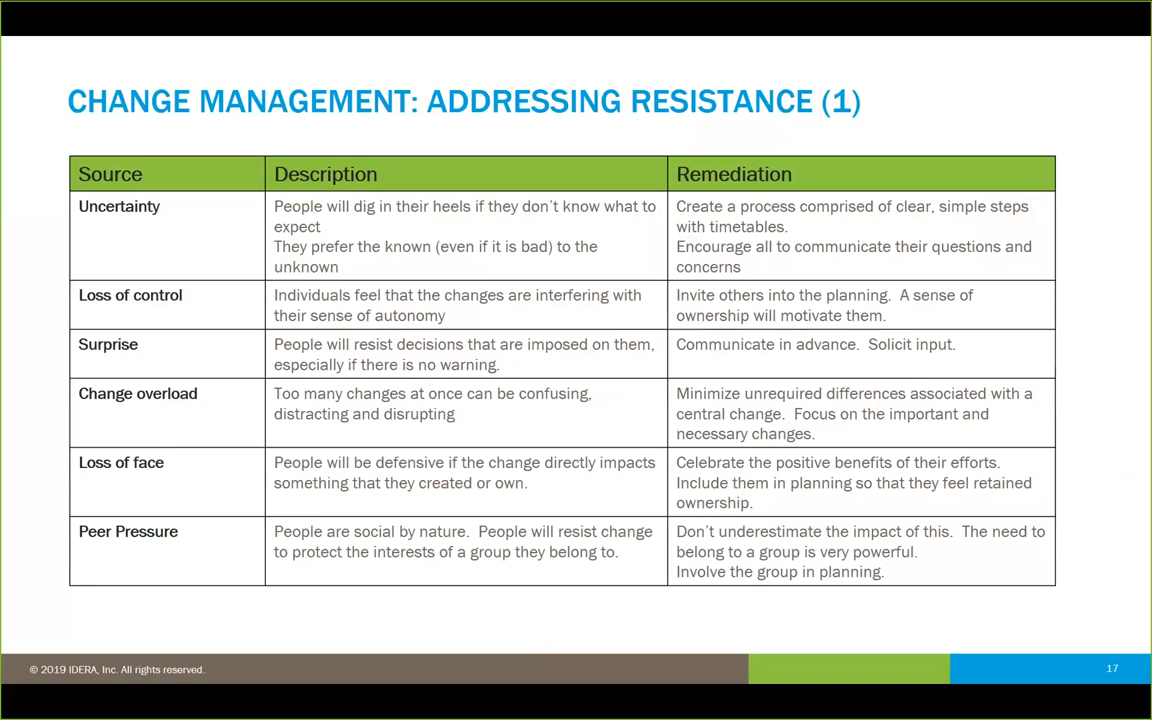 CHANGE MANAGEMENT: ADDRESSING RESISTANCE (1)
Source
Description
Remediation
Uncertainty
People will dig in their heels if they don't know what to
expect
They prefer the known (even if it is bad) to the
unknown
Create a process comprised of clear, simple steps
with timetables.
Encourage all to communicate their questions and
concerns
Loss of control
Individuals feel that the changes are interfering with
their sense of autonomy
Invite others into the planning.  A sense of
ownership will motivate them.
Surprise
People will resist decisions that are imposed on them,
especially if there is no warning.
Communicate in advance.  Solicit input.
Change overload
Too many changes at once can be confusing,
distracting and disrupting
Minimize unrequired differences associated with a
central change.  Focus on the important and
necessary changes.
Loss of face
People will be defensive if the change directly impacts
something that they created or own.
Celebrate the positive benefits of their efforts.
Include them in planning so that they feel retained
ownership.
Peer Pressure
People are social by nature.  People will resist change
to protect the interests of a group they belong to.
Don't underestimate the impact of this.  The need to
belong to a group is very powerful.
Involve the group in planning.
© 2019 IDERA, Inc. All rights reserved.
17